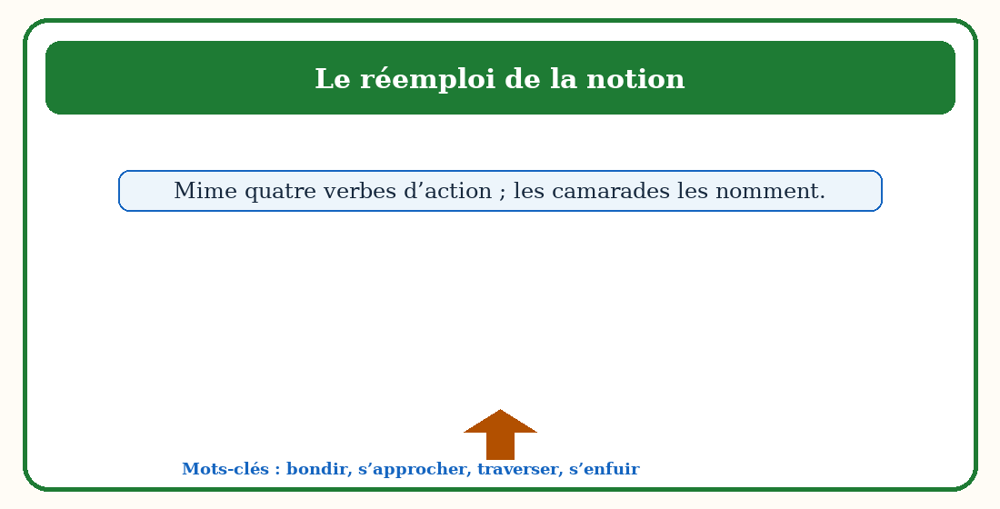 Le réemploi de la notion
Mime quatre verbes d’action ; les camarades les nomment.
Mots-clés : bondir, s’approcher, traverser, s’enfuir